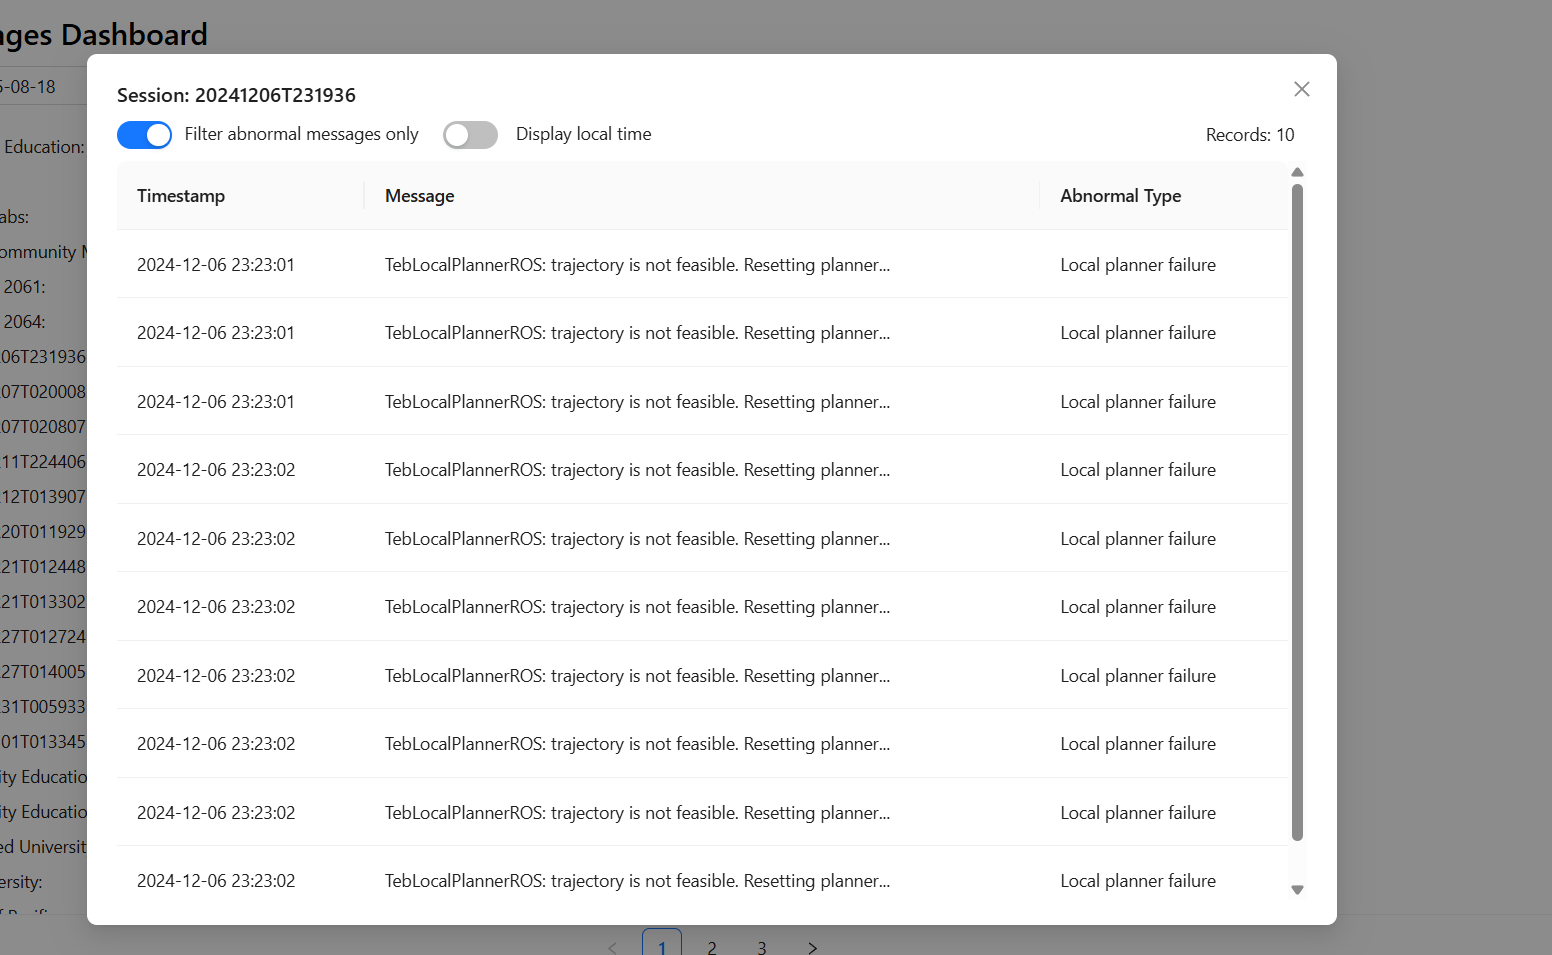 ges Dashboard
-08-18
Session: 20241206T231936
Filter abnormal messages only Display local time Records: 10
Education:
abs:
ommunity
2061:
2064:
06T231936
07T020008
07T020807
11T224406
12T013907
20T011929
21T012448
21T013302
27T012724
27T014005
31T005933
01T013345
ity Educatio
ity Educatio
ed Universit
ersity:
Timestamp Message Abnormal Type
2024-12-06 23:23:01 TebLocalPlannerROS: trajectory is not feasible. Resetting planner... Local planner failure
2024-12-06 23:23:01 TebLocalPlannerROS: trajectory is not feasible. Resetting planner... Local planner failure
2024-12-06 23:23:01 TebLocalPlannerROS: trajectory is not feasible. Resetting planner... Local planner failure
2024-12-06 23:23:02 TebLocalPlannerROS: trajectory is not feasible. Resetting planner... Local planner failure
2024-12-06 23:23:02 TebLocalPlannerROS: trajectory is not feasible. Resetting planner... Local planner failure
2024-12-06 23:23:02 TebLocalPlannerROS: trajectory is not feasible. Resetting planner... Local planner failure
2024-12-06 23:23:02 TebLocalPlannerROS: trajectory is not feasible. Resetting planner... Local planner failure
2024-12-06 23:23:02 TebLocalPlannerROS: trajectory is not feasible. Resetting planner... Local planner failure
2024-12-06 23:23:02 TebLocalPlannerROS: trajectory is not feasible. Resetting planner... Local planner failure
2024-12-06 23:23:02 TebLocalPlannerROS: trajectory is not feasible. Resetting planner... Local planner failure
1 2 3